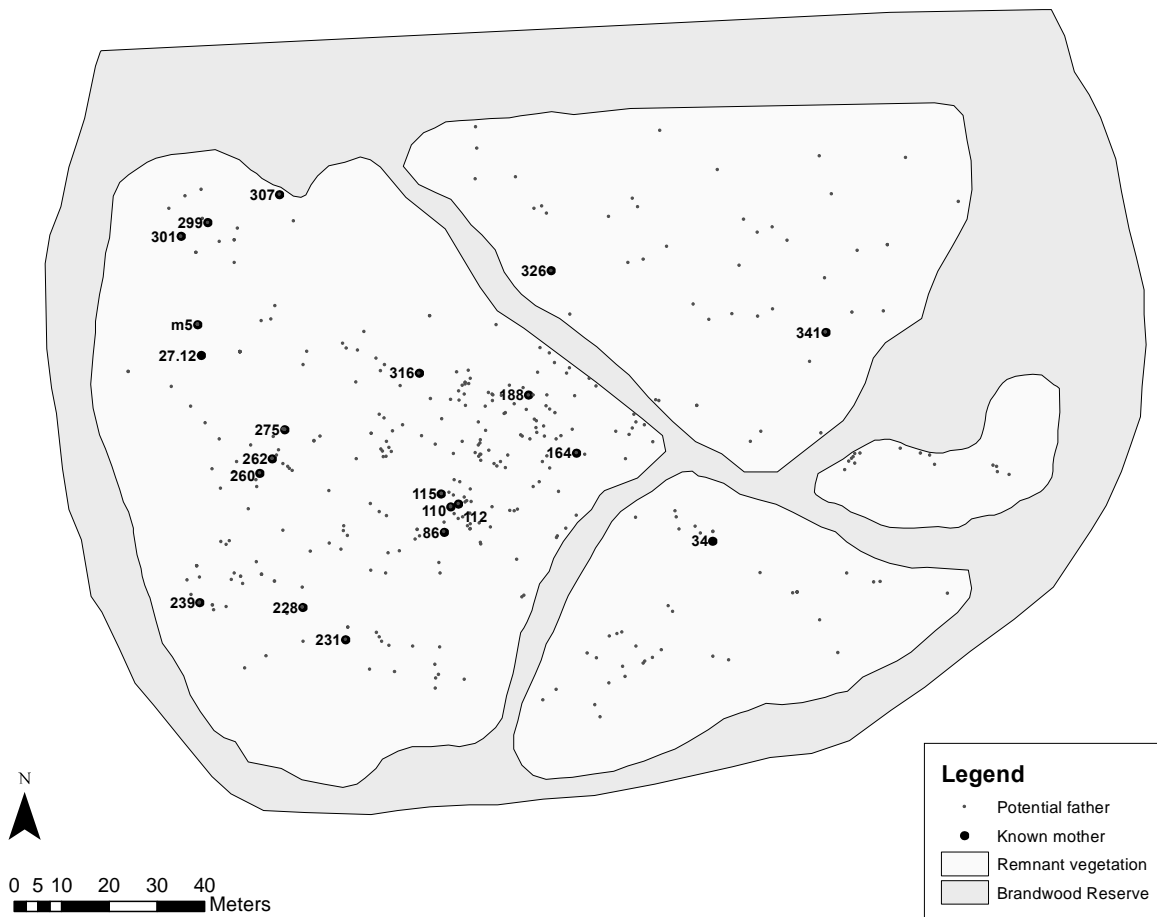 307
299
301
326
m5
341
27.12
316
188
275
164
262
260
115
110
112
86
34
239
228
231
N
0 5 10 20 30 40
Meters
Legend
Potential father
Known mother
Remnant vegetation
Brandwood Reserve